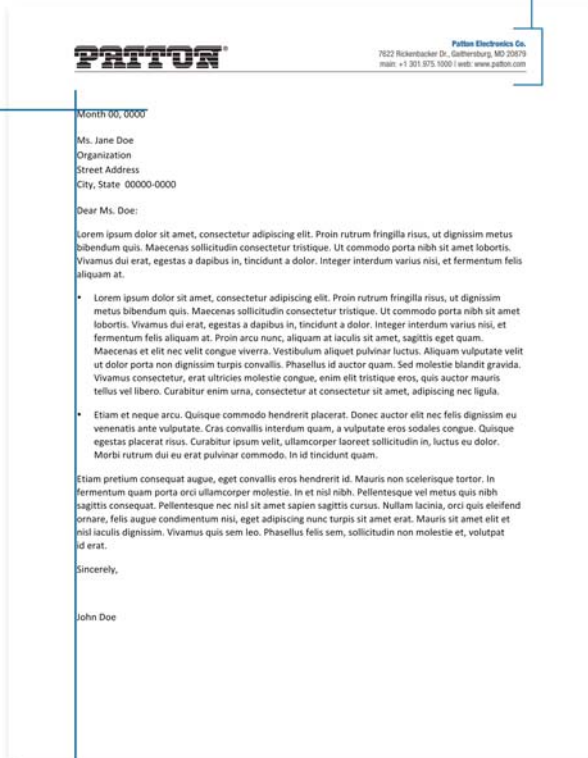 PATTON®
Patton Electronics Co.
7622 Rickenbacker Dr., Gaithersburg, MD 20879
main: +1 301.975.1000 | web: www.patton.com
Month 00, 0000
Ms. Jane Doe
Organization
Street Address
City, State  00000-0000
Dear Ms. Doe:
Lorem ipsum dolor sit amet, consectetur adipiscing elit. Proin rutrum fringilla risus, ut dignissim metus
bibendum quis. Maecenas sollicitudin consectetur tristique. Ut commodo porta nibh sit amet lobortis.
Vivamus dui erat, egestas a dapibus in, tincidunt a dolor. Integer interdum varius nisi, et fermentum felis
aliquam at.
• Lorem ipsum dolor sit amet, consectetur adipiscing elit. Proin rutrum fringilla risus, ut dignissim
metus bibendum quis. Maecenas sollicitudin consectetur tristique. Ut commodo porta nibh sit amet
lobortis. Vivamus dui erat, egestas a dapibus in, tincidunt a dolor. Integer interdum varius nisi, et
fermentum felis aliquam at. Proin arcu nunc, aliquam at iaculis sit amet, sagittis eget quam.
Maecenas et elit nec velit congue viverra. Vestibulum aliquet pulvinar luctus. Aliquam vulputate velit
ut dolor porta non dignissim turpis convallis. Phasellus id auctor quam. Sed molestie blandit gravida.
Vivamus consectetur, erat ultricies molestie congue, enim elit tristique eros, quis auctor mauris
tellus vel libero. Curabitur enim urna, consectetur at consectetur sit amet, adipiscing nec ligula.
• Etiam et neque arcu. Quisque commodo hendrerit placerat. Donec auctor elit nec felis dignissim eu
venenatis ante vulputate. Cras convallis interdum quam, a vulputate eros sodales congue. Quisque
egestas placerat risus. Curabitur ipsum velit, ullamcorper laoreet sollicitudin in, luctus eu dolor.
Morbi rutrum dui eu erat pulvinar commodo. In id tincidunt quam.
Etiam pretium consequat augue, eget convallis eros hendrerit id. Mauris non scelerisque tortor. In
fermentum quam porta orci ullamcorper molestie. In et nisl nibh. Pellentesque vel metus quis nibh
sagittis consequat. Pellentesque nec nisl sit amet sapien sagittis cursus. Nullam lacinia, orci quis eleifend
ornare, felis augue condimentum nisi, eget adipiscing nunc turpis sit amet erat. Mauris sit amet elit et
nisl iaculis dignissim. Vivamus quis sem leo. Phasellus felis sem, sollicitudin non molestie et, volutpat
id erat.
Sincerely,
John Doe